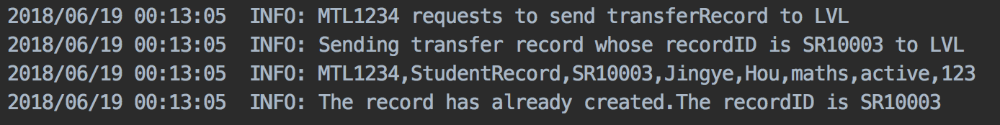 2018/06/19 00:13:05  INFO: MTL1234 requests to send transferRecord to LVL
2018/06/19 00:13:05  INFO: Sending transfer record whose recordID is SR10003 to LVL
2018/06/19 00:13:05  INFO: MTL1234,StudentRecord,SR10003,Jingye,Hou,maths,active,123
2018/06/19 00:13:05  INFO: The record has already created.The recordID is SR10003